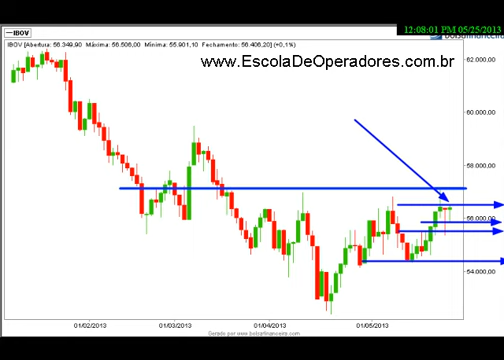 12:08:01 PM 05/25/2013
IBOV
IBOV [Abertura: 56.349,90 Máxima: 56.506,00 Mínima: 55.901,10 Fechamento: 56.406,20] +0,1%
www.EscolaDeOperadores.com.br
62.000,00
60.000,00
58.000,00
56.000,00
54.000,00
01/02/2013 01/03/2013 01/04/2013 01/05/2013
Gerado por www.bolsafinanceira.com